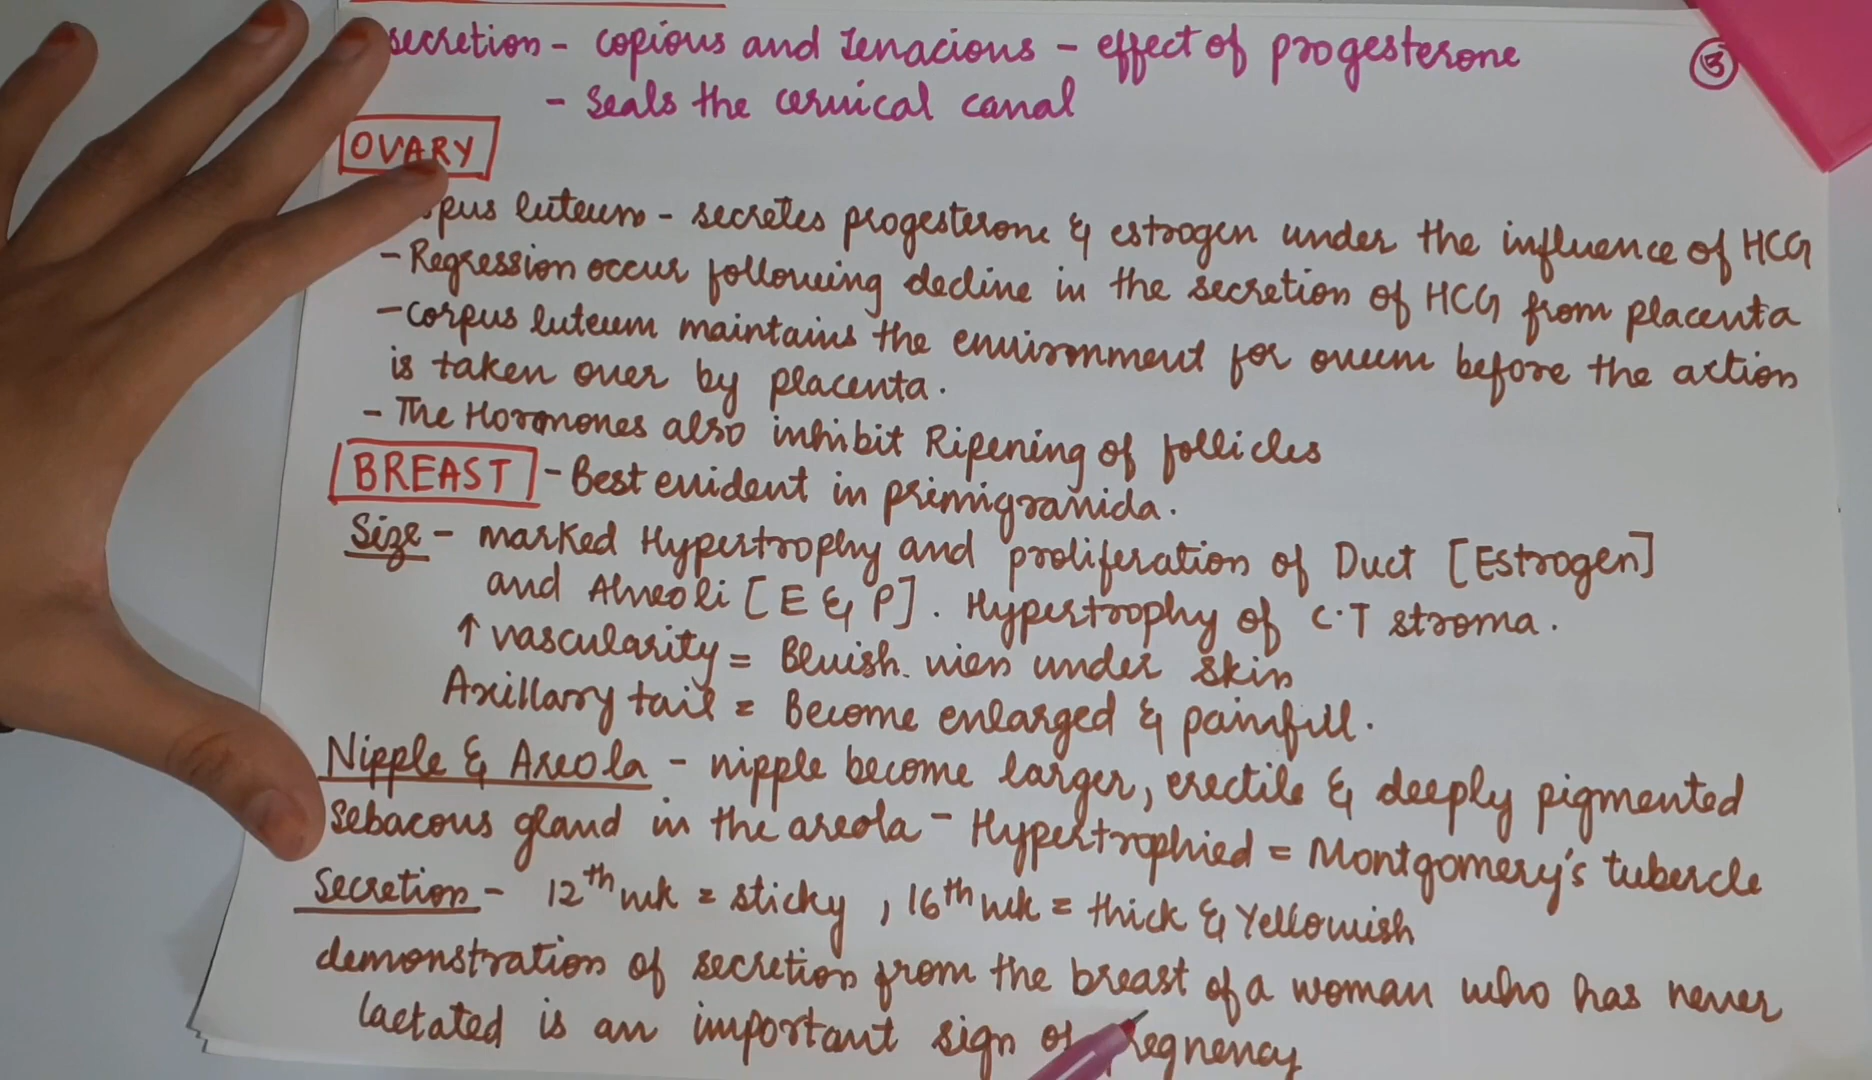 secretion - copious and Tenacious - effect of progesterone
③
- Seals the cervical canal
OVARY
luteum - secretes progesterone & estrogen under the influence of HCG
- Regression occur following decline in the secretion of HCG from placenta
- corpus luteum maintains the environment for ovum before the action
is taken over by placenta.
- The Hormones also inhibit Ripening of follicles
BREAST - Best evident in primigravida.
Size - marked Hypertrophy and proliferation of Duct [Estrogen]
and Alveoli [E & P]. Hypertrophy of C.T stroma.
↑ vascularity = Bluish. vien under skin
Axillary tail = Become enlarged & painfull.
Nipple & Areola - nipple become larger, erectile & deeply pigmented
Sebacous gland in the areola - Hypertrophied = Montgomery's tubercle
Secretion - 12th wk = sticky, 16th wk = thick & Yellowish
demonstration of secretion from the breast of a woman who has never
lactated is an important sign of